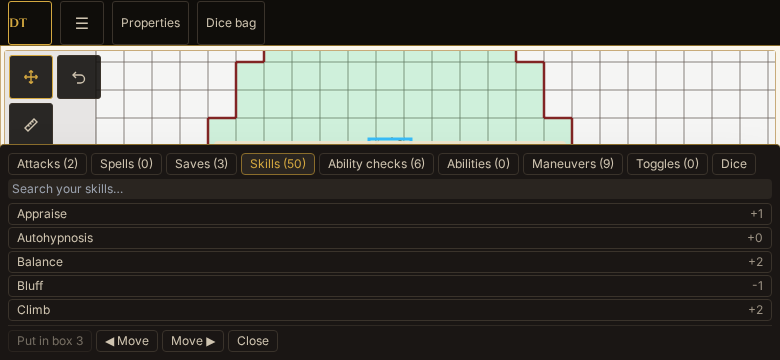 DT ☰ Properties Dice bag
Attacks (2) Spells (0) Saves (3) Skills (50) Ability checks (6) Abilities (0) Maneuvers (9) Toggles (0) Dice
Search your skills...
Appraise +1
Autohypnosis +0
Balance +2
Bluff -1
Climb +2
Put in box 3 ◀ Move Move ▶ Close